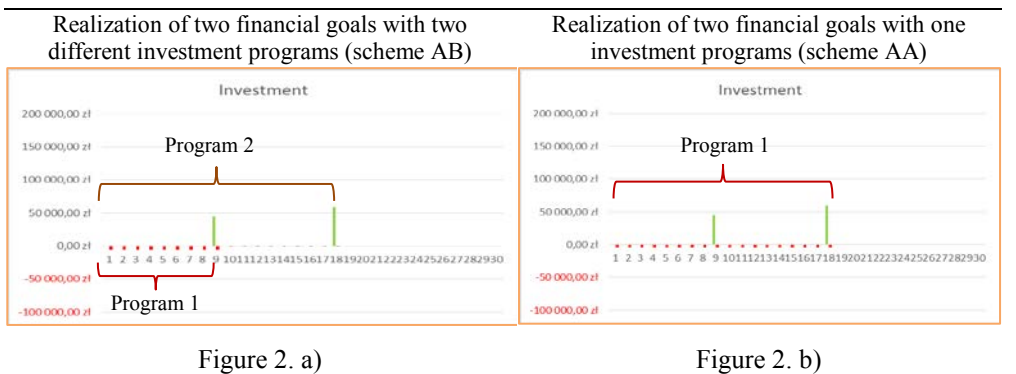 Realization of two financial goals with two
different investment programs (scheme AB)
Investment
200 000,00 zł
150 000,00 zł
Program 2
100 000,00 zł
50 000,00 zł
0,00 zł
1 2 3 4 5 6 7 8 9 101112131415161718192021222324252627282930
-50 000,00 zł
Program 1
-100 000,00 zł
Figure 2. a)
Realization of two financial goals with one
investment programs (scheme AA)
Investment
200 000,00 zł
150 000,00 zł
Program 1
100 000,00 zł
50 000,00 zł
0,00 zł
1 2 3 4 5 6 7 8 9 101112131415161718192021222324252627282930
-50 000,00 zł
-100 000,00 zł
Figure 2. b)